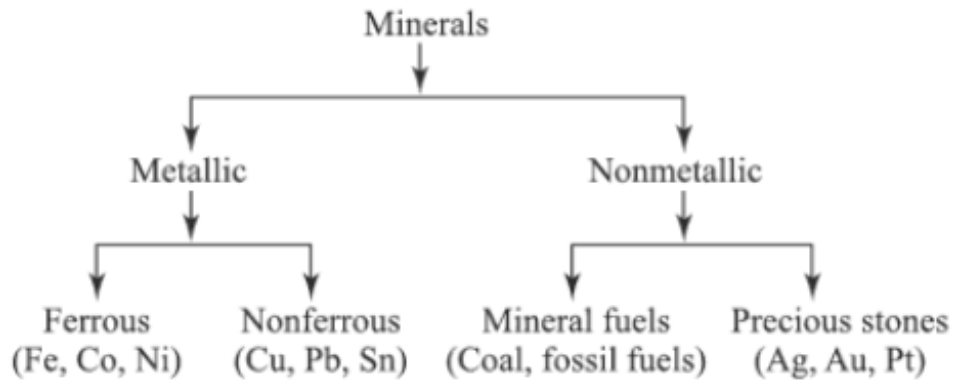 Minerals
Metallic
Nonmetallic
Ferrous
(Fe, Co, Ni)
Nonferrous
(Cu, Pb, Sn)
Mineral fuels
(Coal, fossil fuels)
Precious stones
(Ag, Au, Pt)